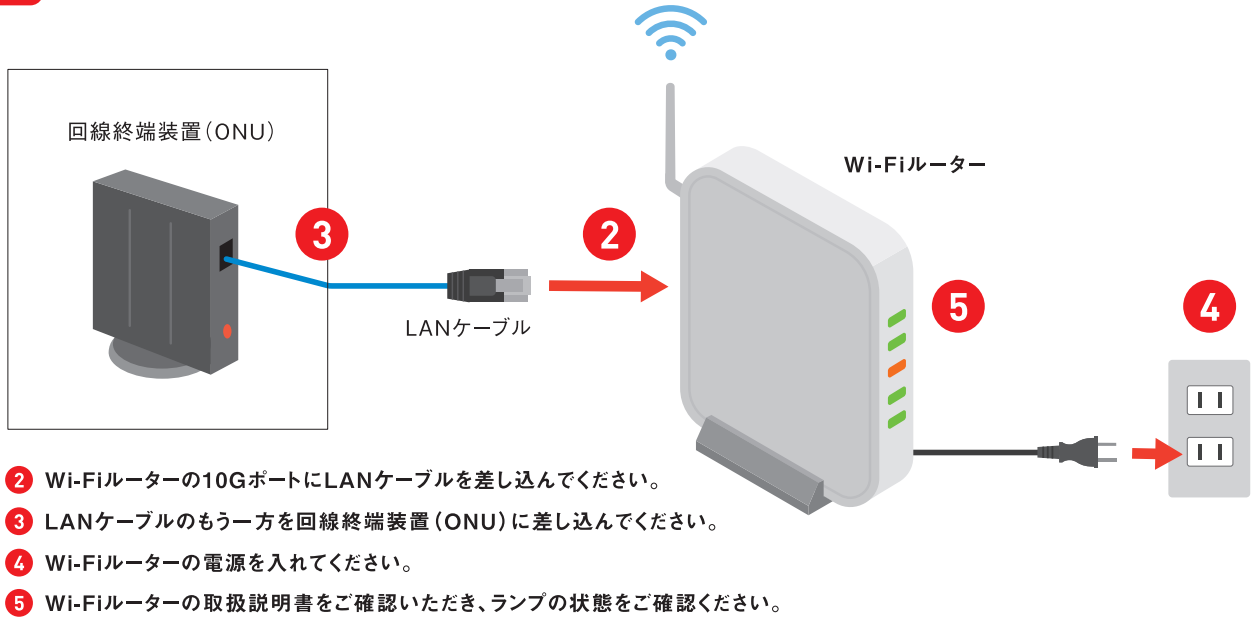 回線終端装置(ONU)
Wi-Fiルーター
3
2
5
4
LANケーブル
2 Wi-Fiルーターの10GポートにLANケーブルを差し込んでください。
3 LANケーブルのもう一方を回線終端装置(ONU)に差し込んでください。
4 Wi-Fiルーターの電源を入れてください。
5 Wi-Fiルーターの取扱説明書をご確認いただき、ランプの状態をご確認ください。